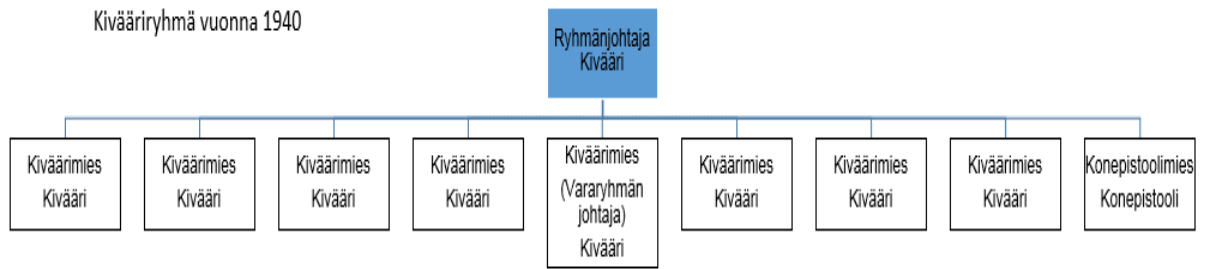 Kivääriryhmä vuonna 1940
Ryhmänjohtaja
Kivääri
Kiväärimies
Kivääri
Kiväärimies
Kivääri
Kiväärimies
Kivääri
Kiväärimies
Kivääri
Kiväärimies
(Vararyhmän
johtaja)
Kivääri
Kiväärimies
Kivääri
Kiväärimies
Kivääri
Kiväärimies
Kivääri
Konepistoolimies
Konepistooli